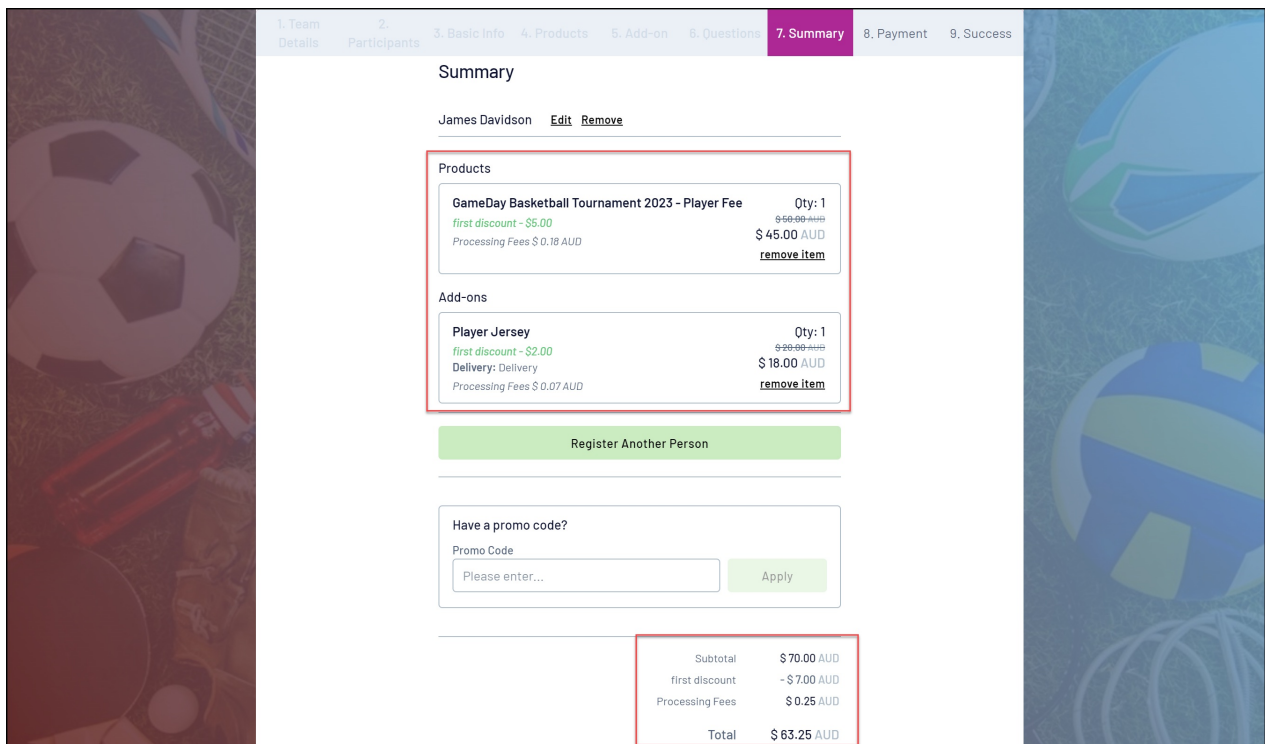 1. Team Details
2. Participants
3. Basic Info
4. Products
5. Add-on
6. Questions
7. Summary
8. Payment
9. Success
Summary
James Davidson Edit Remove
Products
GameDay Basketball Tournament 2023 - Player Fee Qty: 1
first discount - $5.00 $ 50.00 AUD
Processing Fees $ 0.18 AUD $ 45.00 AUD
remove item
Add-ons
Player Jersey Qty: 1
first discount - $2.00 $ 20.00 AUD
Delivery: Delivery $ 18.00 AUD
Processing Fees $ 0.07 AUD remove item
Register Another Person
Have a promo code?
Promo Code
Please enter... Apply
Subtotal $ 70.00 AUD
first discount - $ 7.00 AUD
Processing Fees $ 0.25 AUD
Total $ 63.25 AUD